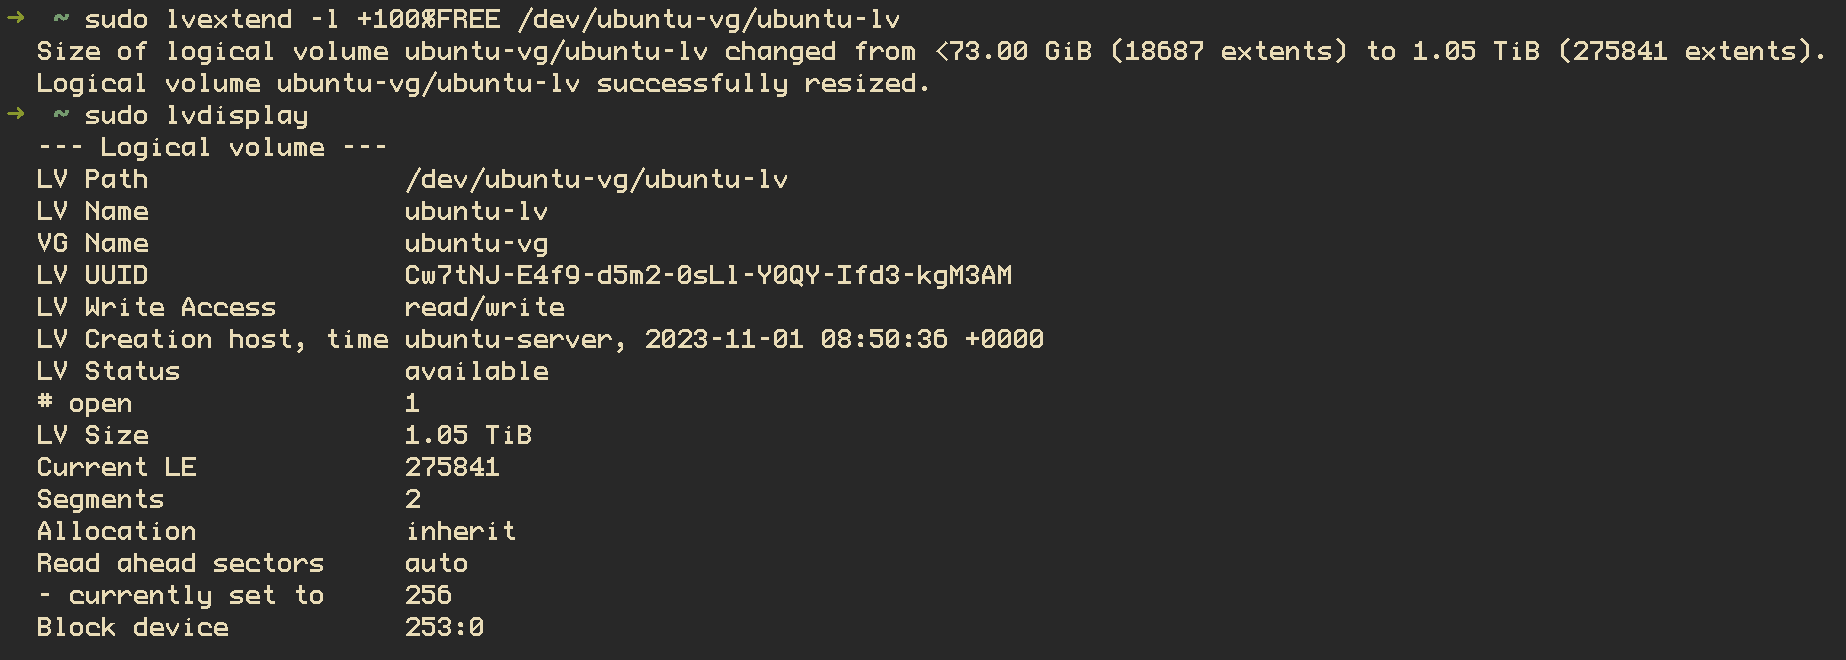 ➜  ~ sudo lvextend -l +100%FREE /dev/ubuntu-vg/ubuntu-lv
  Size of logical volume ubuntu-vg/ubuntu-lv changed from <73.00 GiB (18687 extents) to 1.05 TiB (275841 extents).
  Logical volume ubuntu-vg/ubuntu-lv successfully resized.
➜  ~ sudo lvdisplay
  --- Logical volume ---
  LV Path                /dev/ubuntu-vg/ubuntu-lv
  LV Name                ubuntu-lv
  VG Name                ubuntu-vg
  LV UUID                Cw7tNJ-E4f9-d5m2-0sLl-Y0QY-Ifd3-kgM3AM
  LV Write Access        read/write
  LV Creation host, time ubuntu-server, 2023-11-01 08:50:36 +0000
  LV Status              available
  # open                 1
  LV Size                1.05 TiB
  Current LE             275841
  Segments               2
  Allocation             inherit
  Read ahead sectors     auto
  - currently set to     256
  Block device           253:0